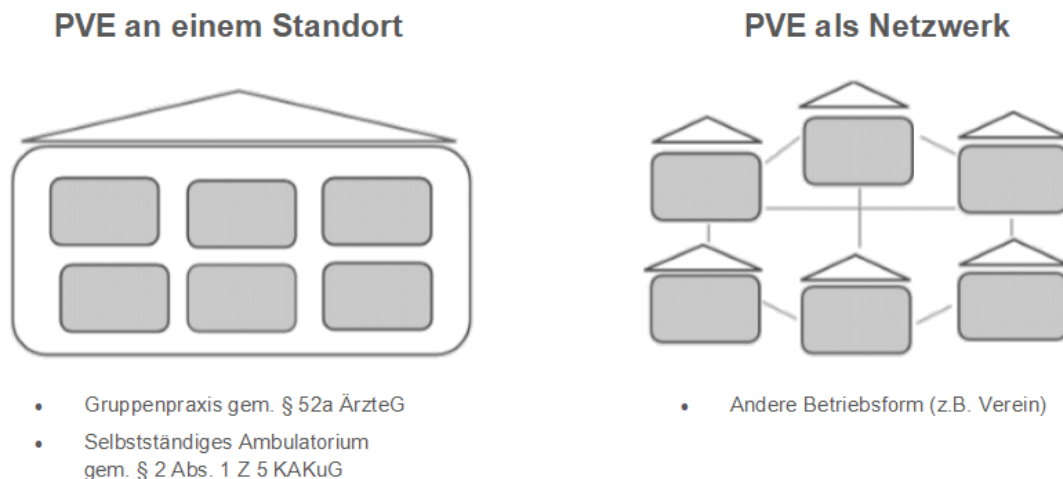 PVE an einem Standort
• Gruppenpraxis gem. § 52a ÄrzteG
• Selbstständiges Ambulatorium
gem. § 2 Abs. 1 Z 5 KAKuG
PVE als Netzwerk
• Andere Betriebsform (z.B. Verein)